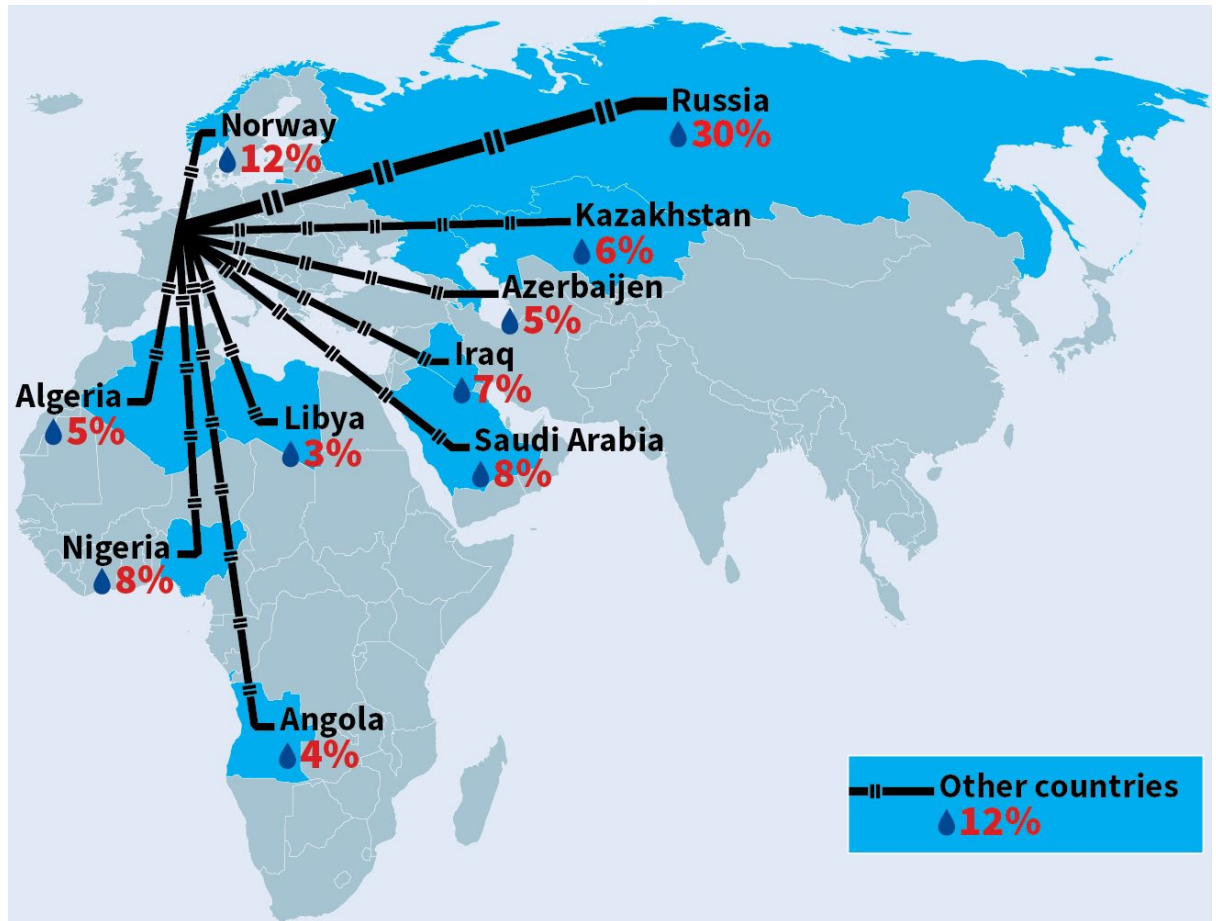 Russia
30%
Norway
12%
Kazakhstan
6%
Azerbaijen
5%
Iraq
7%
Algeria
5%
Libya
3%
Saudi Arabia
8%
Nigeria
8%
Angola
4%
Other countries
12%